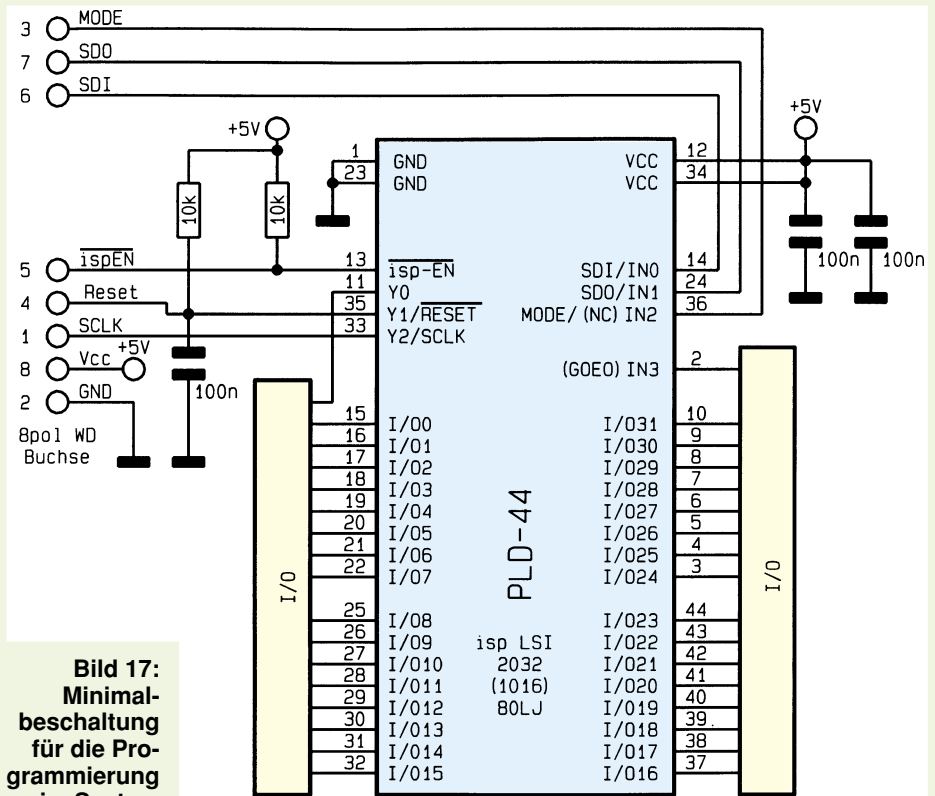 3 MODE
7 SDO
6 SDI
+5V
+5V
10k
10k
1 GND
23 GND
VCC 12
VCC 34
100n
100n
5 ispEN
4 Reset
1 SCLK
8 Vcc
+5V
2 GND
8pol WD
Buchse
100n
13 isp-EN
11 Y0
35 Y1/RESET
33 Y2/SCLK
SDI/IN0 14
SDO/IN1 24
MODE/(NC) IN2 36
(GOEO) IN3 2
15 I/O0
16 I/O1
17 I/O2
18 I/O3
19 I/O4
20 I/O5
21 I/O6
22 I/O7
25 I/O8
26 I/O9
27 I/O10
28 I/O11
29 I/O12
30 I/O13
31 I/O14
32 I/O15
I/O
PLD-44
isp LSI
2032
(1016)
80LJ
I/O31 10
I/O30 9
I/O29 8
I/O28 7
I/O27 6
I/O26 5
I/O25 4
I/O24 3
I/O23 44
I/O22 43
I/O21 42
I/O20 41
I/O19 40
I/O18 39
I/O17 38
I/O16 37
I/O
Bild 17:
Minimal-
beschaltung
für die Pro-
grammierung